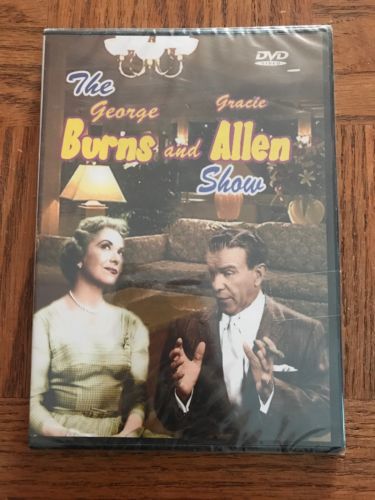 DVD
VIDEO
The
George
Gracie
Burns and Allen
Show